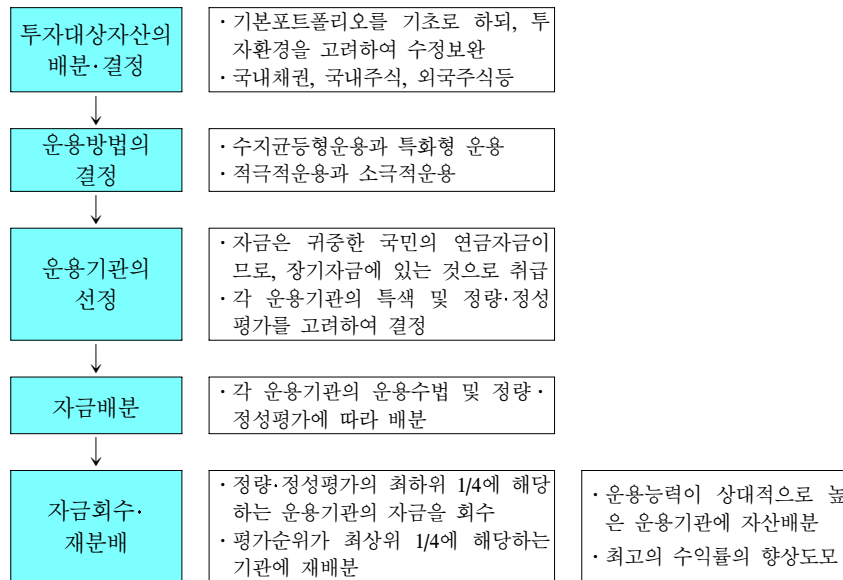 투자대상자산의
배분·결정
· 기본포트폴리오를 기초로 하되, 투
자환경을 고려하여 수정보완
· 국내채권, 국내주식, 외국주식등
운용방법의
결정
· 수지균등형운용과 특화형 운용
· 적극적운용과 소극적운용
운용기관의
선정
· 자금은 귀중한 국민의 연금자금이
므로, 장기자금에 있는 것으로 취급
· 각 운용기관의 특색 및 정량·정성
평가를 고려하여 결정
자금배분
· 각 운용기관의 운용수법 및 정량·
정성평가에 따라 배분
자금회수·
재분배
· 정량·정성평가의 최하위 1/4에 해당
하는 운용기관의 자금을 회수
· 평가순위가 최상위 1/4에 해당하는
기관에 재배분
· 운용능력이 상대적으로 높
은 운용기관에 자산배분
· 최고의 수익률의 향상도모